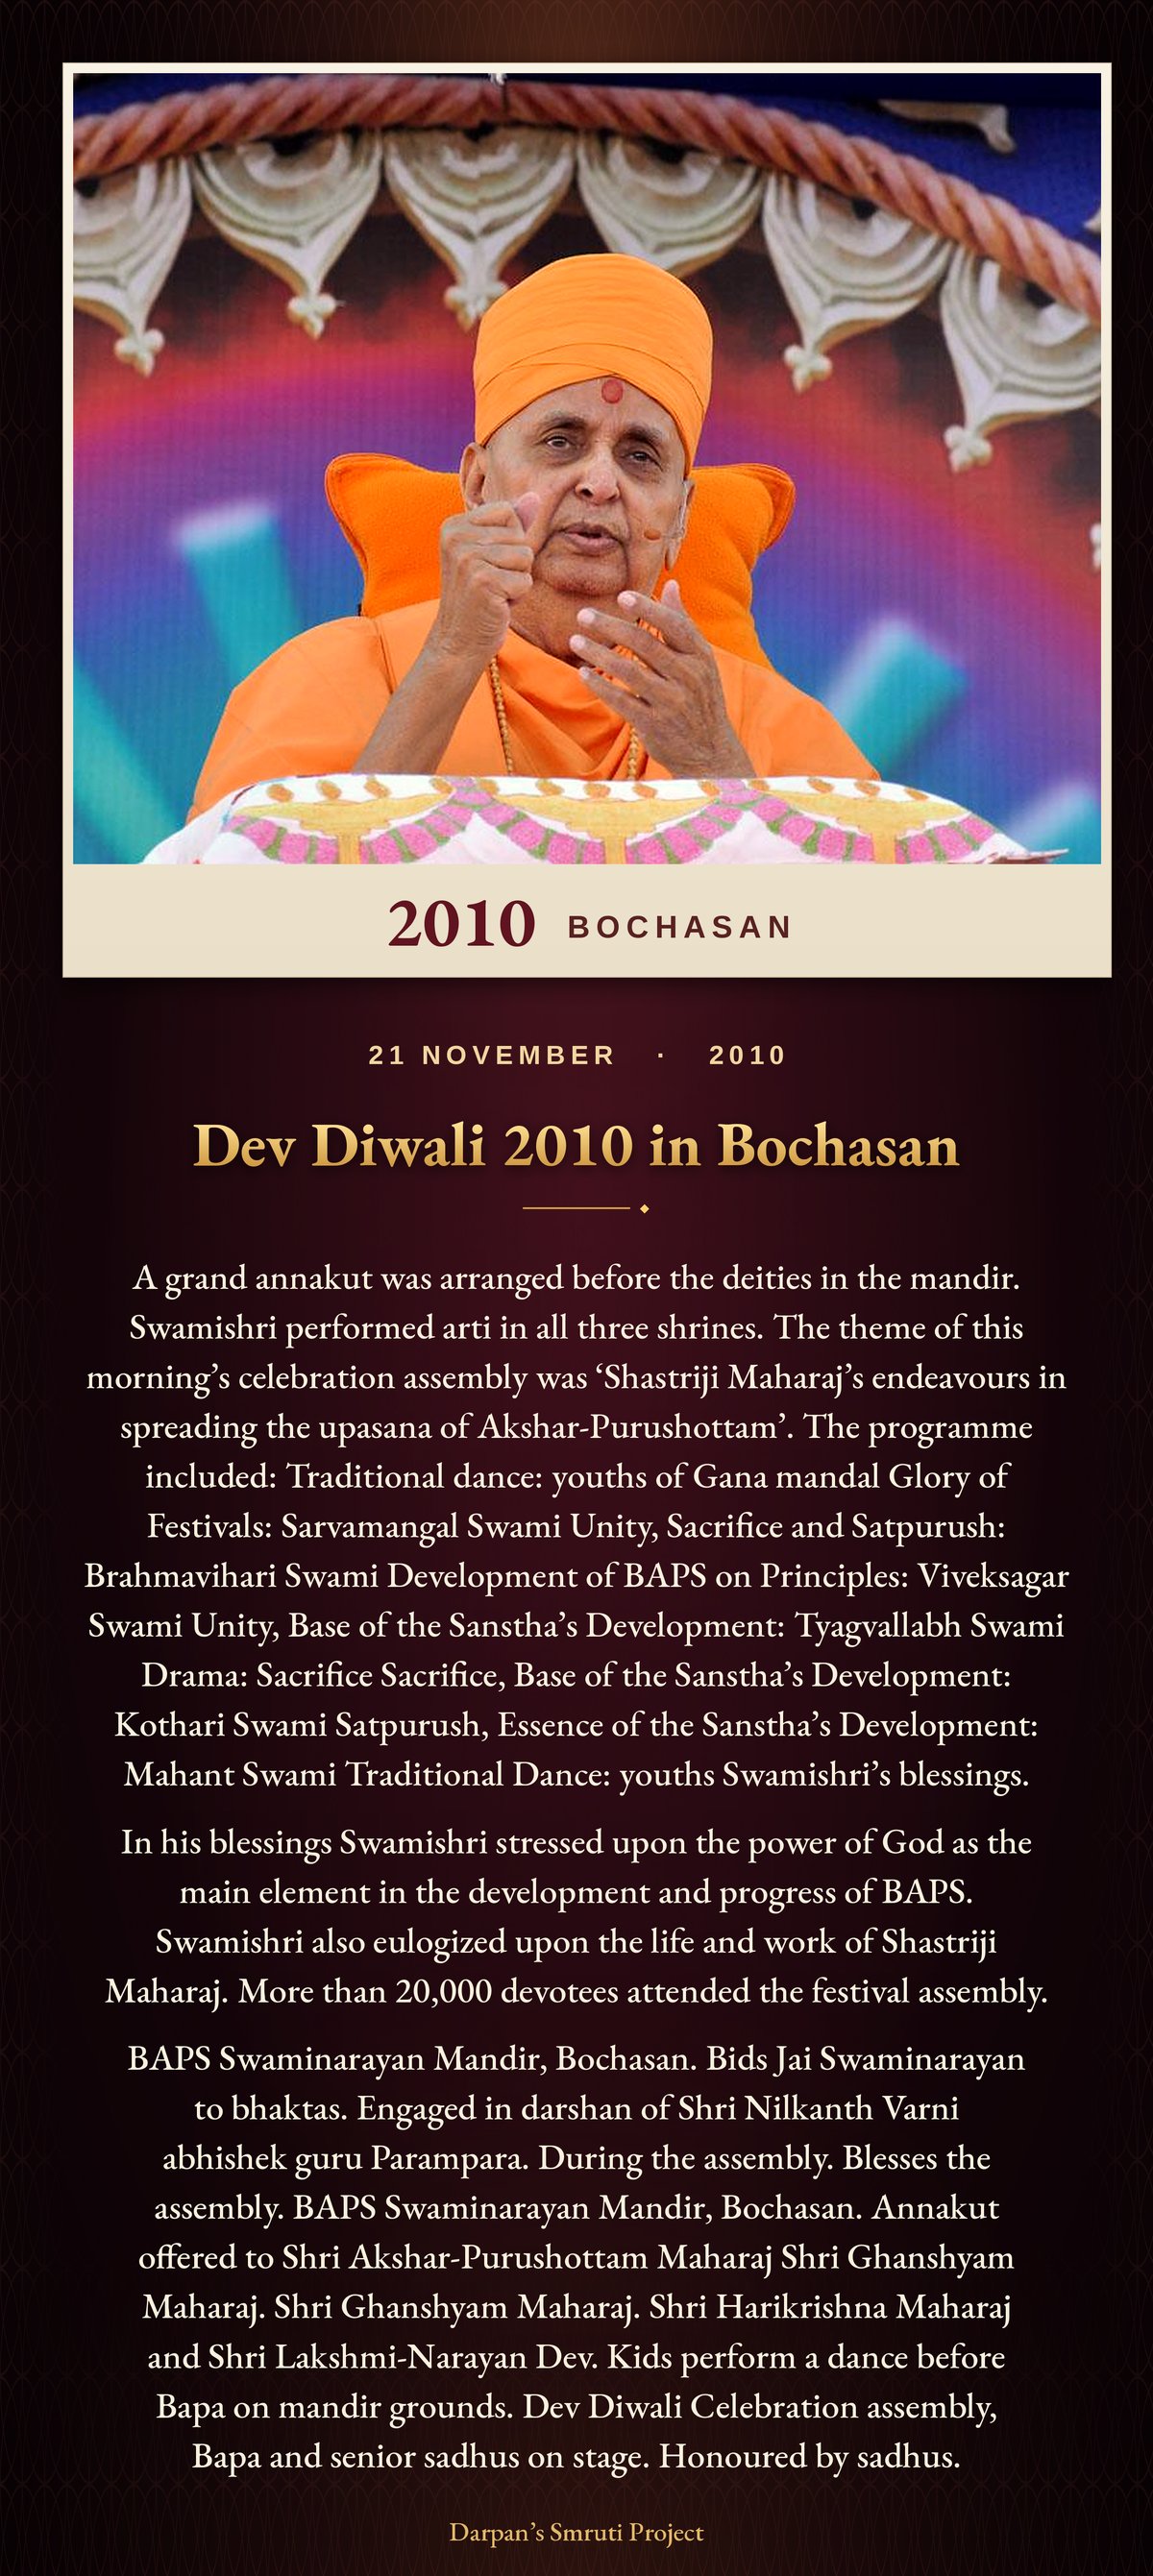 2010 BOCHASAN
21 NOVEMBER · 2010
Dev Diwali 2010 in Bochasan
A grand annakut was arranged before the deities in the mandir.
Swamishri performed arti in all three shrines. The theme of this
morning’s celebration assembly was ‘Shastriji Maharaj’s endeavours in
spreading the upasana of Akshar-Purushottam’. The programme
included: Traditional dance: youths of Gana mandal Glory of
Festivals: Sarvamangal Swami Unity, Sacrifice and Satpurush:
Brahmavihari Swami Development of BAPS on Principles: Viveksagar
Swami Unity, Base of the Sanstha’s Development: Tyagvallabh Swami
Drama: Sacrifice Sacrifice, Base of the Sanstha’s Development:
Kothari Swami Satpurush, Essence of the Sanstha’s Development:
Mahant Swami Traditional Dance: youths Swamishri’s blessings.
In his blessings Swamishri stressed upon the power of God as the
main element in the development and progress of BAPS.
Swamishri also eulogized upon the life and work of Shastriji
Maharaj. More than 20,000 devotees attended the festival assembly.
BAPS Swaminarayan Mandir, Bochasan. Bids Jai Swaminarayan
to bhaktas. Engaged in darshan of Shri Nilkanth Varni
abhishek guru Parampara. During the assembly. Blesses the
assembly. BAPS Swaminarayan Mandir, Bochasan. Annakut
offered to Shri Akshar-Purushottam Maharaj Shri Ghanshyam
Maharaj. Shri Ghanshyam Maharaj. Shri Harikrishna Maharaj
and Shri Lakshmi-Narayan Dev. Kids perform a dance before
Bapa on mandir grounds. Dev Diwali Celebration assembly,
Bapa and senior sadhus on stage. Honoured by sadhus.
Darpan’s Smruti Project